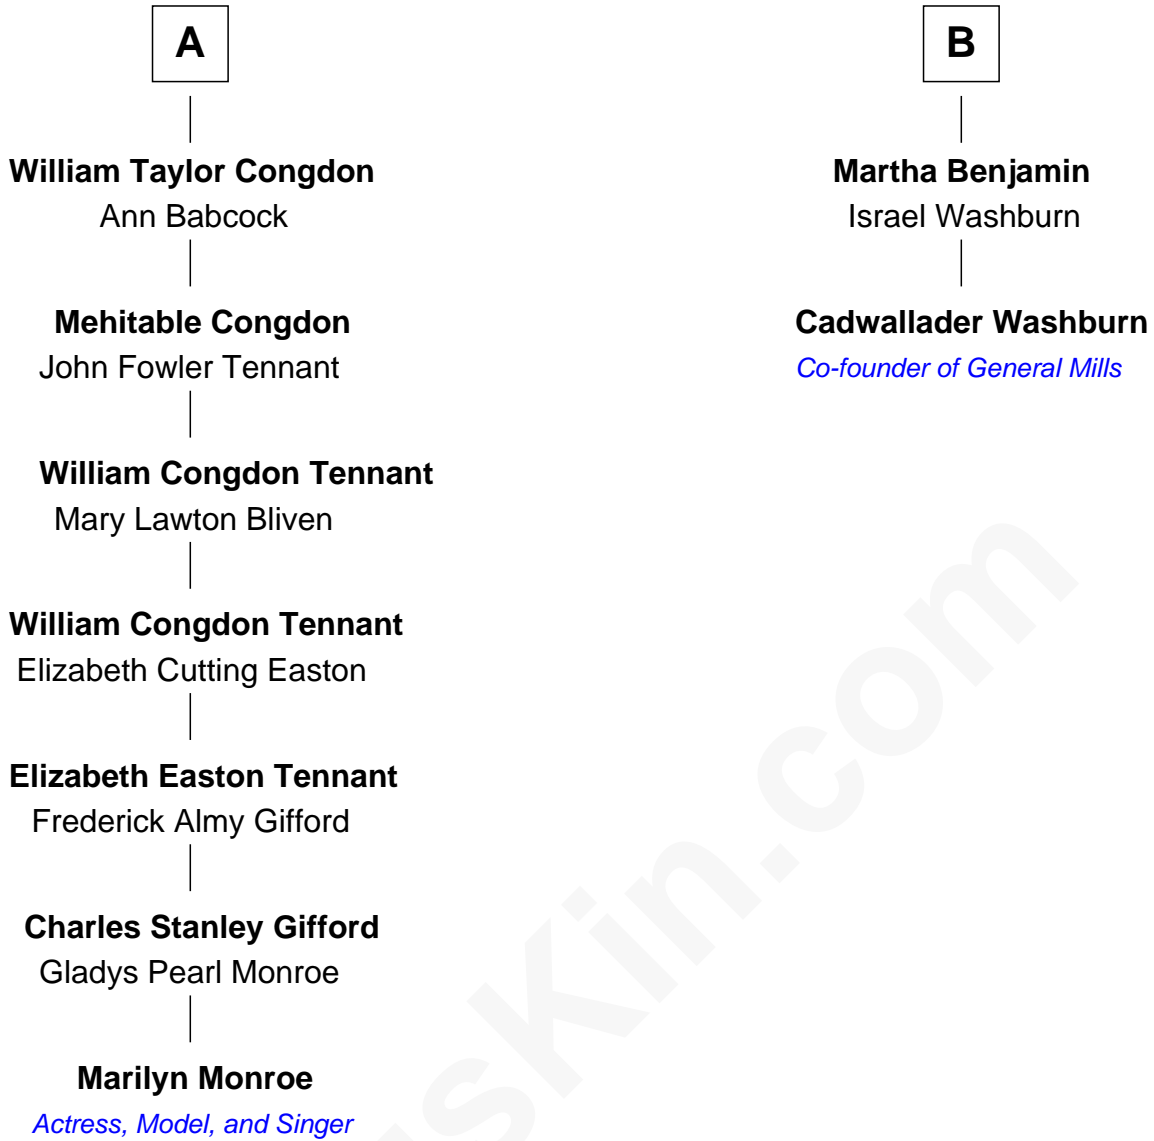 A
William Taylor Congdon
Ann Babcock
Mehitable Congdon
John Fowler Tennant
William Congdon Tennant
Mary Lawton Bliven
William Congdon Tennant
Elizabeth Cutting Easton
Elizabeth Easton Tennant
Frederick Almy Gifford
Charles Stanley Gifford
Gladys Pearl Monroe
Marilyn Monroe
Actress, Model, and Singer
B
Martha Benjamin
Israel Washburn
Cadwallader Washburn
Co-founder of General Mills
usKin.com